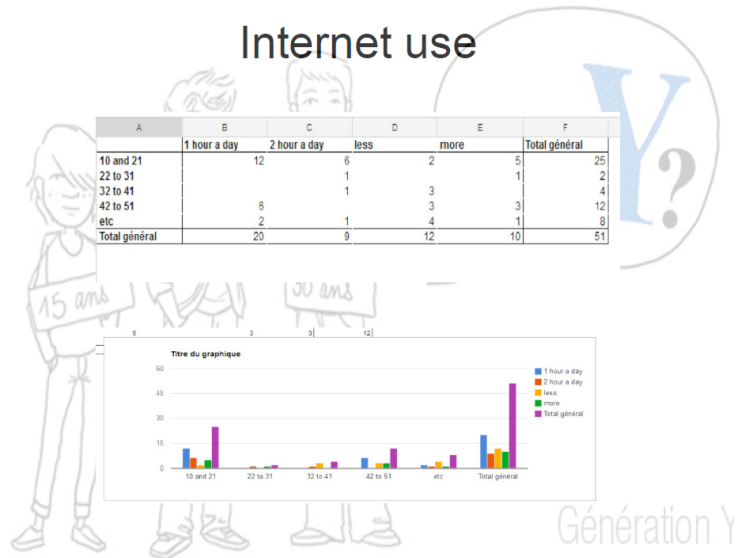 Internet use
Y?
A B C D E F
1 hour a day 2 hour a day less more Total général
10 and 21 12 6 2 5 25
22 to 31 1 1 2
32 to 41 1 3 4
42 to 51 6 3 3 12
etc 2 1 4 1 8
Total général 20 9 12 10 51
15 ans 30 ans
6 3 3 12
Titre du graphique
60
45
30
15
0
1 hour a day
2 hour a day
less
more
Total général
10 and 21 22 to 31 32 to 41 42 to 51 etc Total général
Génération Y